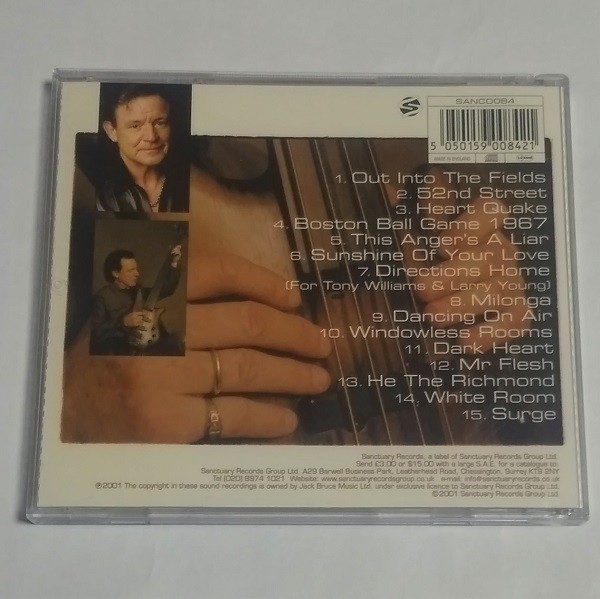 S
SANCD084
5 050159 008421
MADE IN ENGLAND
1. Out Into The Fields
2. 52nd Street
3. Heart Quake
4. Boston Ball Game 1967
5. This Anger's A Liar
6. Sunshine Of Your Love
7. Directions Home
(For Tony Williams & Larry Young)
8. Milonga
9. Dancing On Air
10. Windowless Rooms
11. Dark Heart
12. Mr Flesh
13. He The Richmond
14. White Room
15. Surge
Sanctuary Records, a label of Sanctuary Records Group Ltd.
Send £3.00 or $15.00 with a large S.A.E. for a catalogue to:
Sanctuary Records Group Ltd. A29 Barwell Business Park, Leatherhead Road, Chessington, Surrey KT9 2NY
Tel (020) 8974 1021 Website: www.sanctuaryrecordsgroup.co.uk e-mail: info@sanctuaryrecords.co.uk
℗2001 The copyright in these sound recordings is owned by Jack Bruce Music Ltd. under exclusive licence to Sanctuary Records Group Ltd.
©2001 Sanctuary Records Group Ltd.